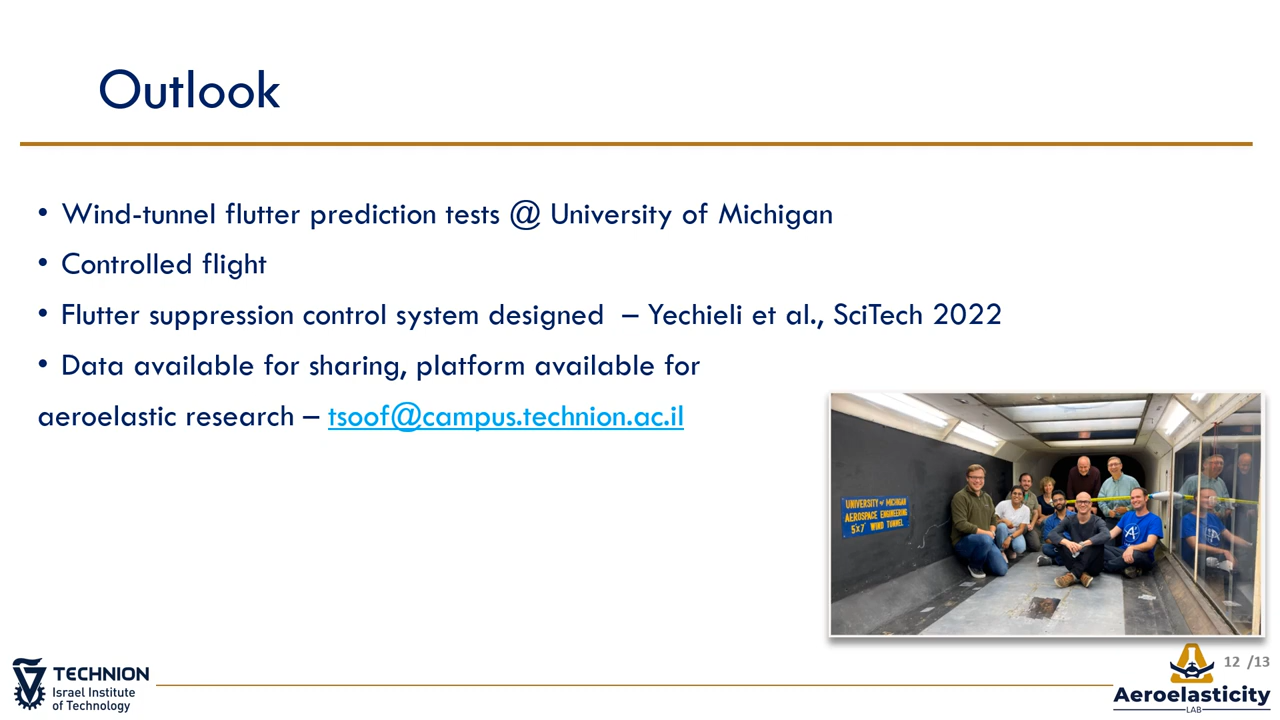 Outlook
• Wind-tunnel flutter prediction tests @ University of Michigan
• Controlled flight
• Flutter suppression control system designed – Yechieli et al., SciTech 2022
• Data available for sharing, platform available for
aeroelastic research – tsoof@campus.technion.ac.il
UNIVERSITY of MICHIGAN
AEROSPACE ENGINEERING
5'x7' WIND TUNNEL
12 /13
TECHNION
Israel Institute
of Technology
Aeroelasticity
LAB